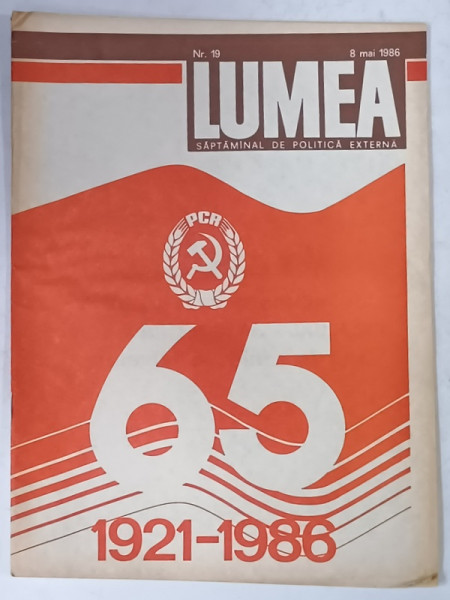 Nr. 19 8 mai 1986
LUMEA
SĂPTĂMÎNAL DE POLITICĂ EXTERNĂ
PCR
65
1921-1986